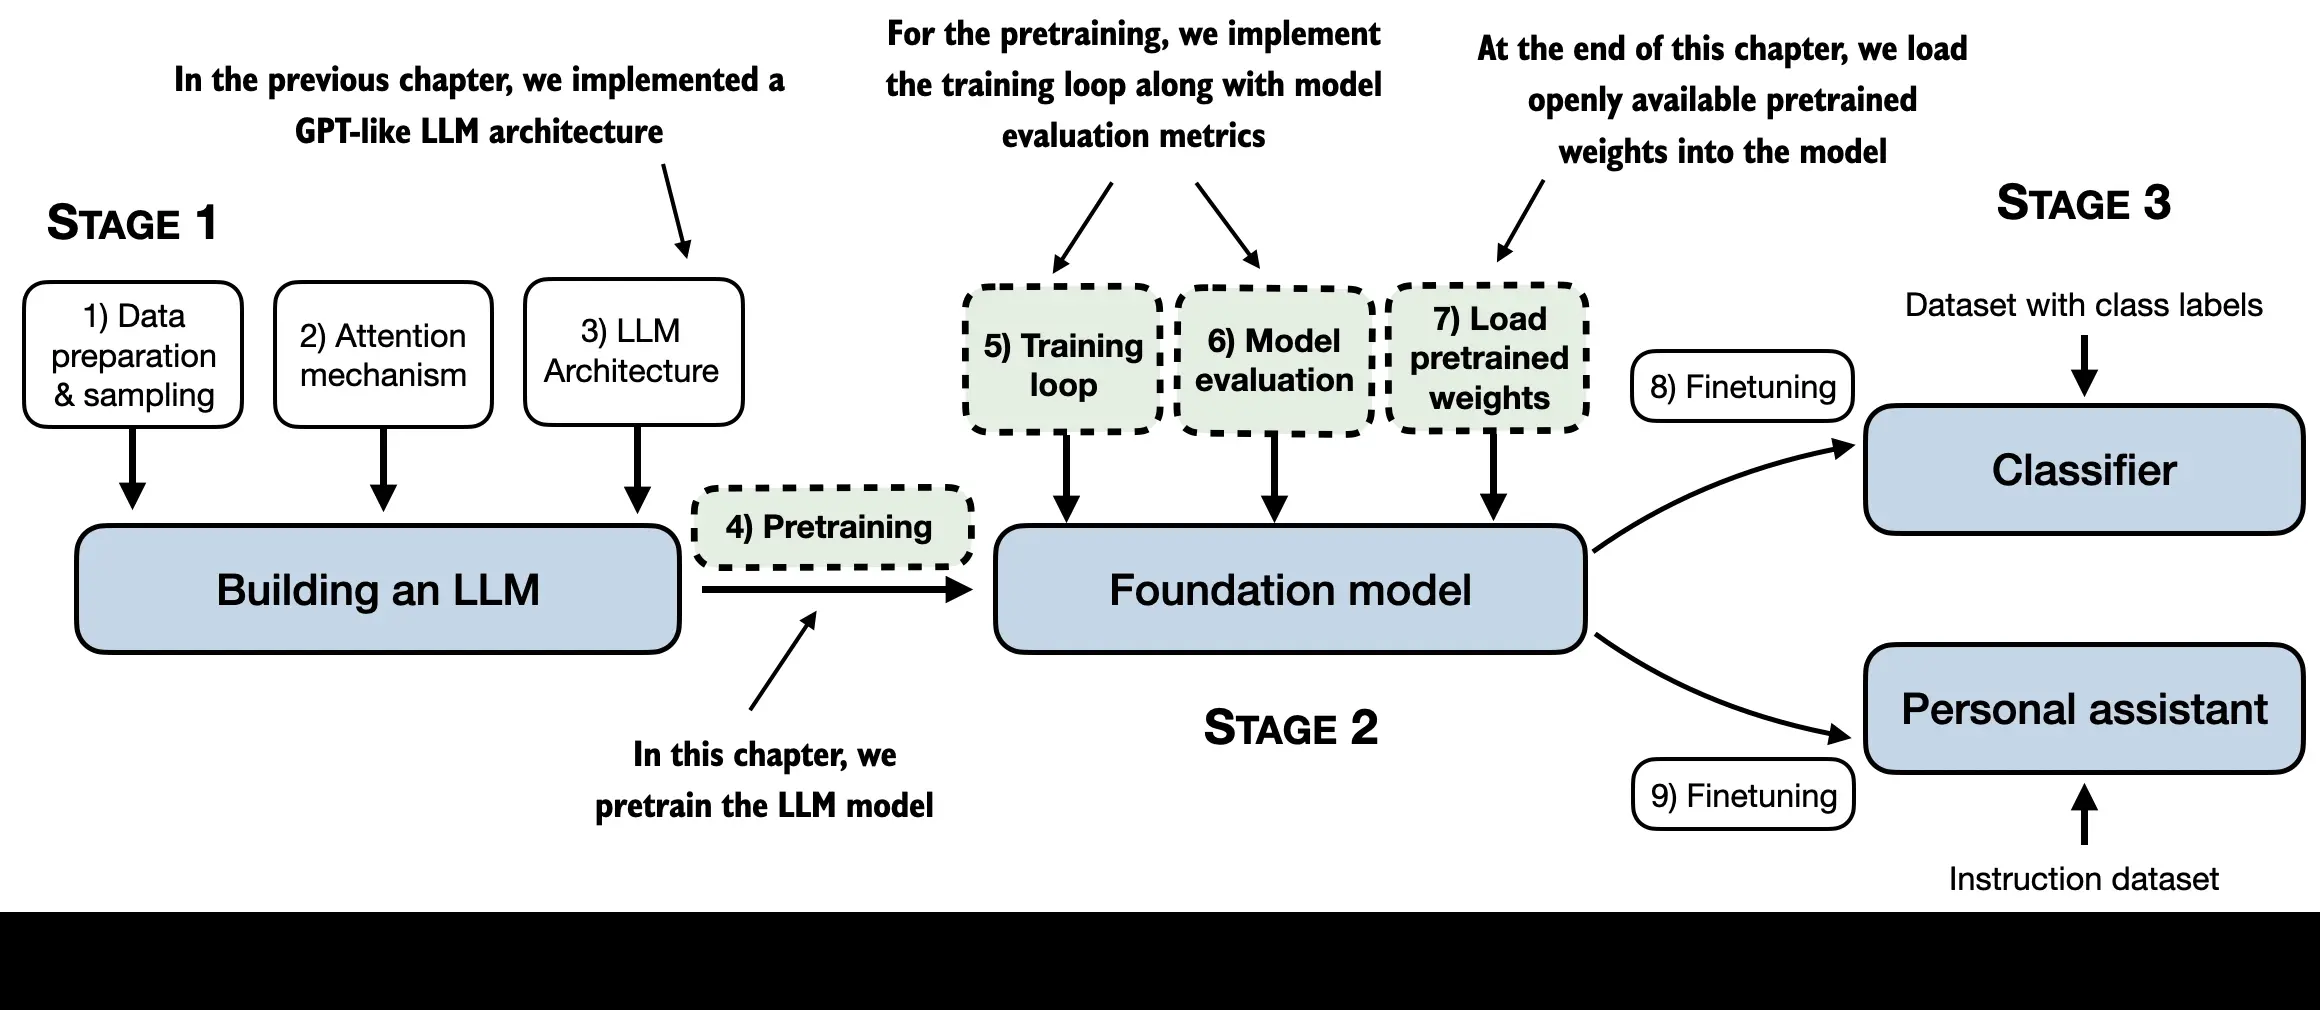 In the previous chapter, we implemented a
GPT-like LLM architecture
For the pretraining, we implement
the training loop along with model
evaluation metrics
At the end of this chapter, we load
openly available pretrained
weights into the model
STAGE 1
STAGE 3
1) Data
preparation
& sampling
2) Attention
mechanism
3) LLM
Architecture
5) Training
loop
6) Model
evaluation
7) Load
pretrained
weights
Dataset with class labels
8) Finetuning
Classifier
4) Pretraining
Building an LLM
Foundation model
Personal assistant
STAGE 2
In this chapter, we
pretrain the LLM model
9) Finetuning
Instruction dataset